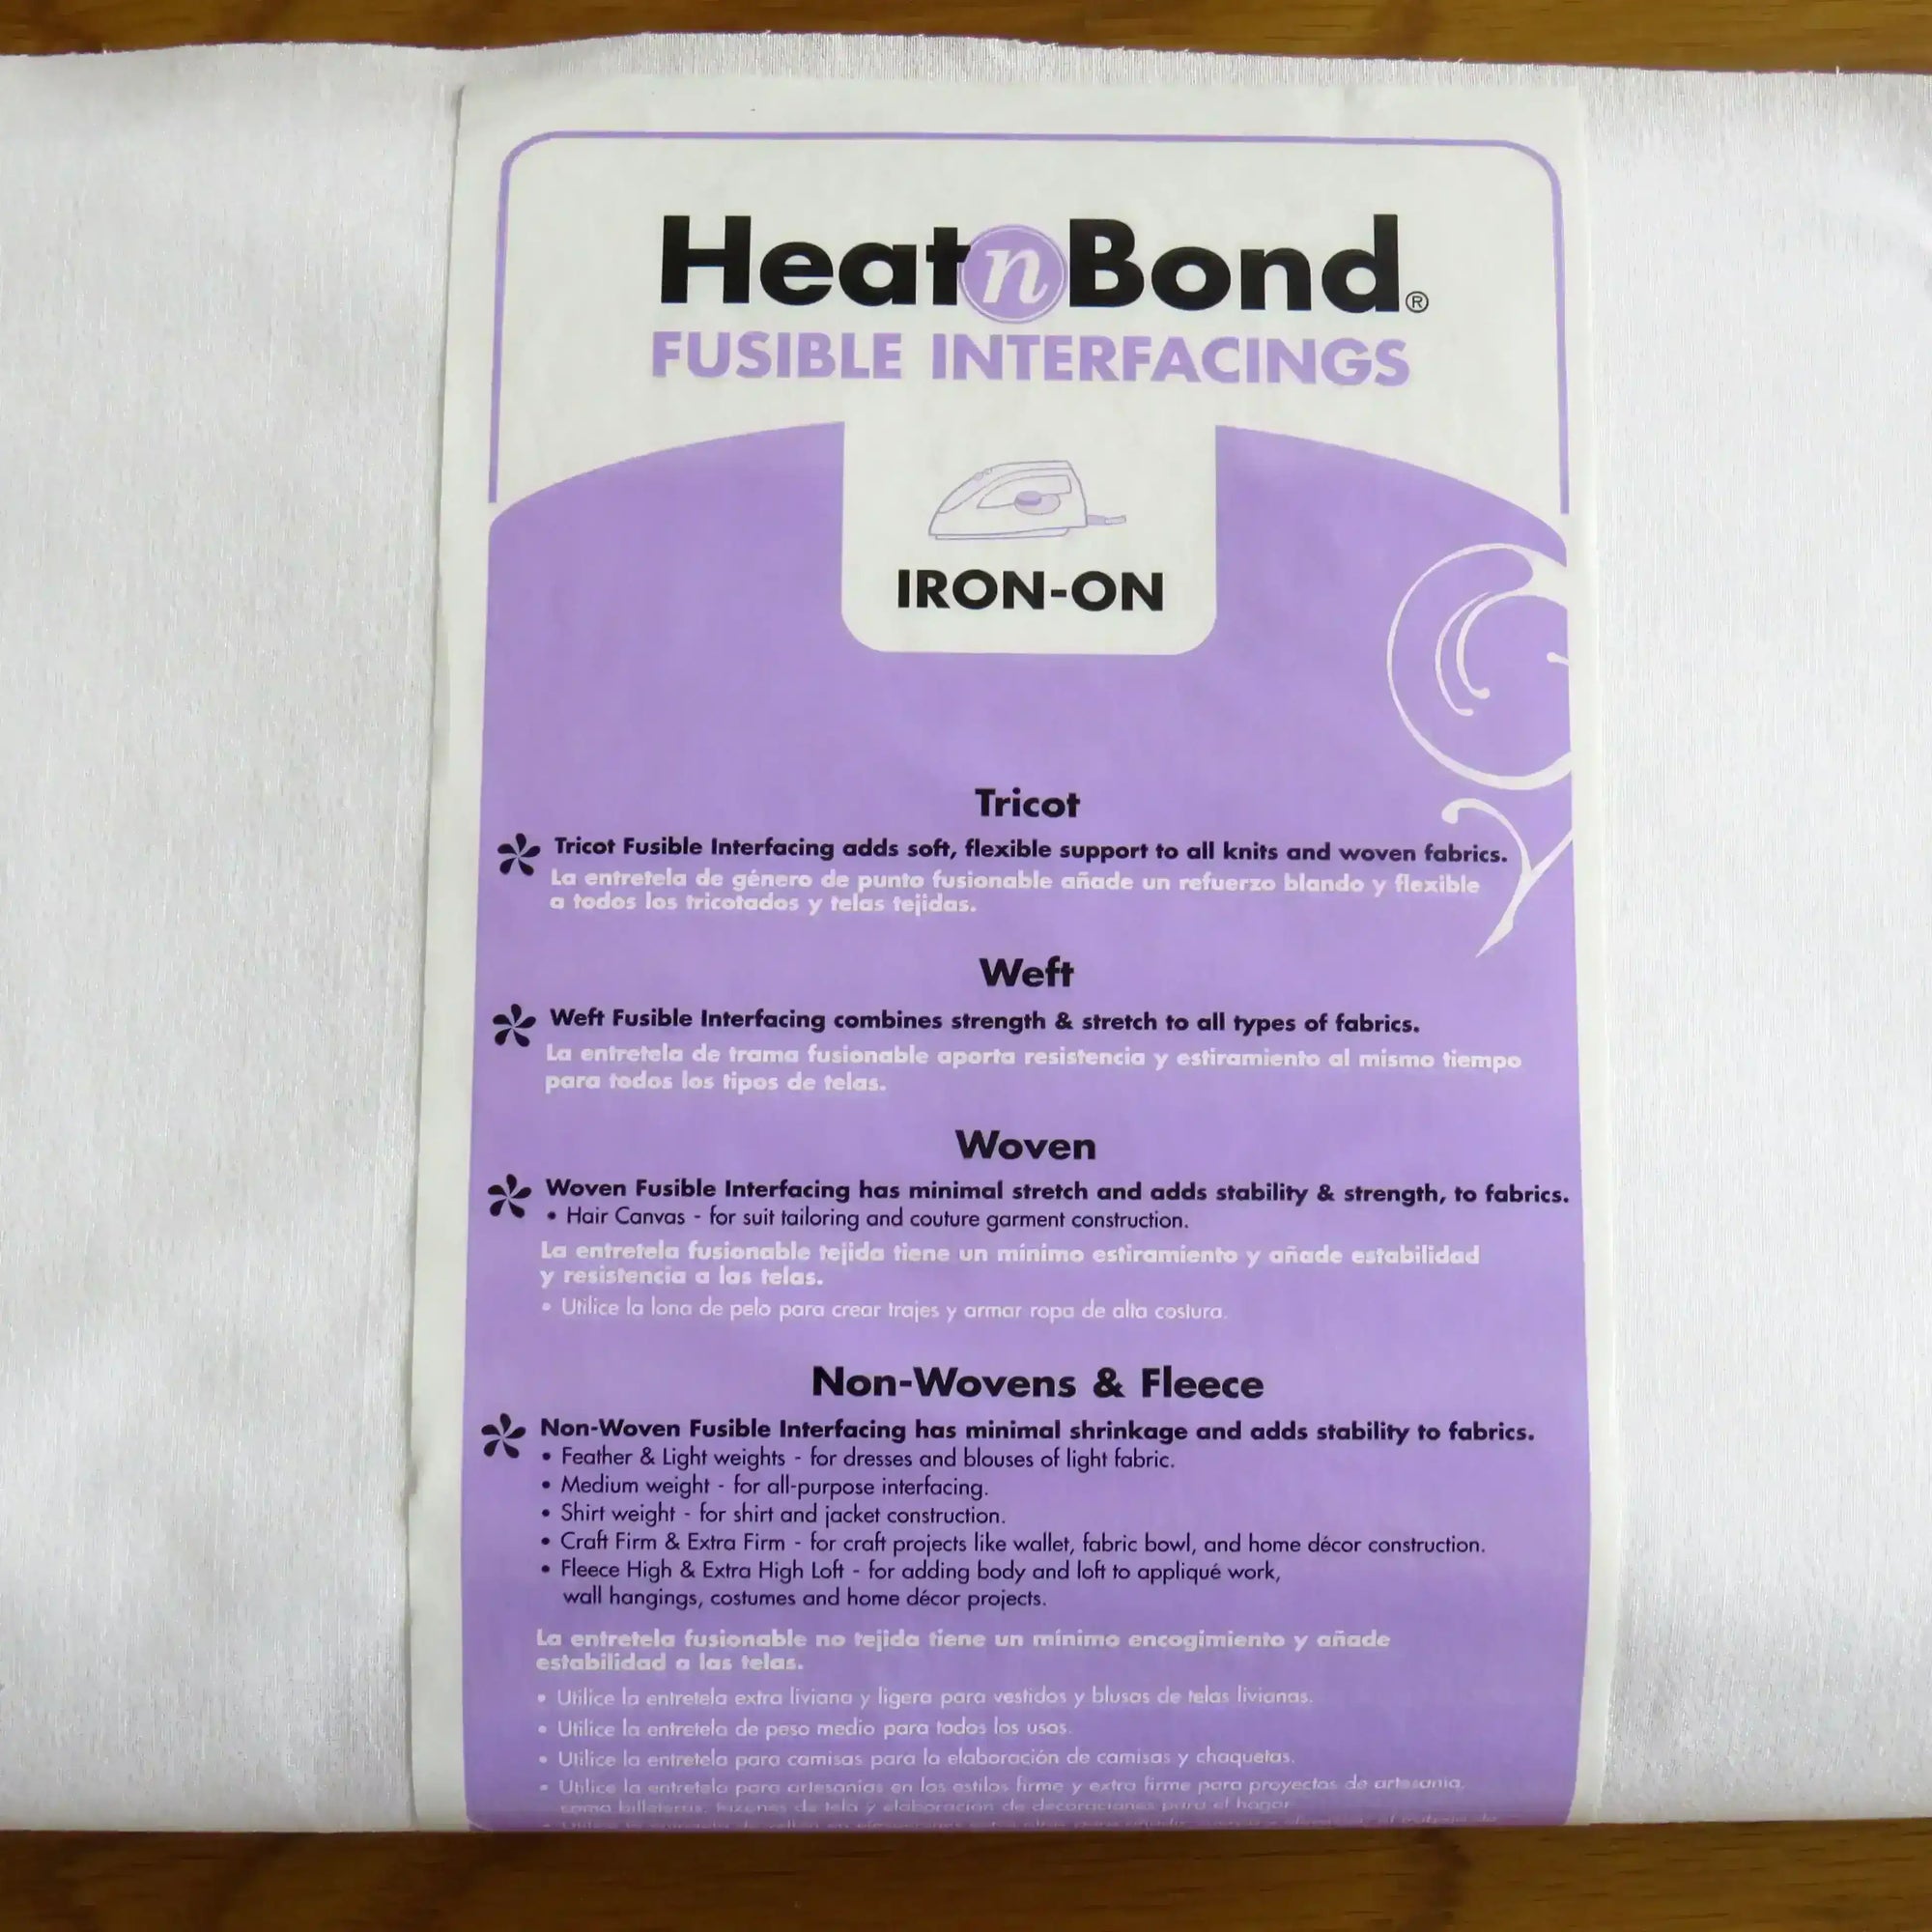 HeatnBond®
FUSIBLE INTERFACINGS
IRON-ON
Tricot
Tricot Fusible Interfacing adds soft, flexible support to all knits and woven fabrics.
La entretela de género de punto fusionable añade un refuerzo blando y flexible
a todos los tricotados y telas tejidas.
Weft
Weft Fusible Interfacing combines strength & stretch to all types of fabrics.
La entretela de trama fusionable aporta resistencia y estiramiento al mismo tiempo
para todos los tipos de telas.
Woven
Woven Fusible Interfacing has minimal stretch and adds stability & strength, to fabrics.
• Hair Canvas - for suit tailoring and couture garment construction.
La entretela fusionable tejida tiene un mínimo estiramiento y añade estabilidad
y resistencia a las telas.
• Utilice la lona de pelo para crear trajes y armar ropa de alta costura.
Non-Wovens & Fleece
Non-Woven Fusible Interfacing has minimal shrinkage and adds stability to fabrics.
• Feather & Light weights - for dresses and blouses of light fabric.
• Medium weight - for all-purpose interfacing.
• Shirt weight - for shirt and jacket construction.
• Craft Firm & Extra Firm - for craft projects like wallet, fabric bowl, and home décor construction.
• Fleece High & Extra High Loft - for adding body and loft to appliqué work,
wall hangings, costumes and home décor projects.
La entretela fusionable no tejida tiene un mínimo encogimiento y añade
estabilidad a las telas.
• Utilice la entretela extra liviana y ligera para vestidos y blusas de telas livianas.
• Utilice la entretela de peso medio para todos los usos.
• Utilice la entretela para camisas para la elaboración de camisas y chaquetas.
• Utilice la entretela para artesanías en los estilos firme y extra firme para proyectos de artesanía,
como billeteras, tazones de tela y elaboración de decoraciones para el hogar